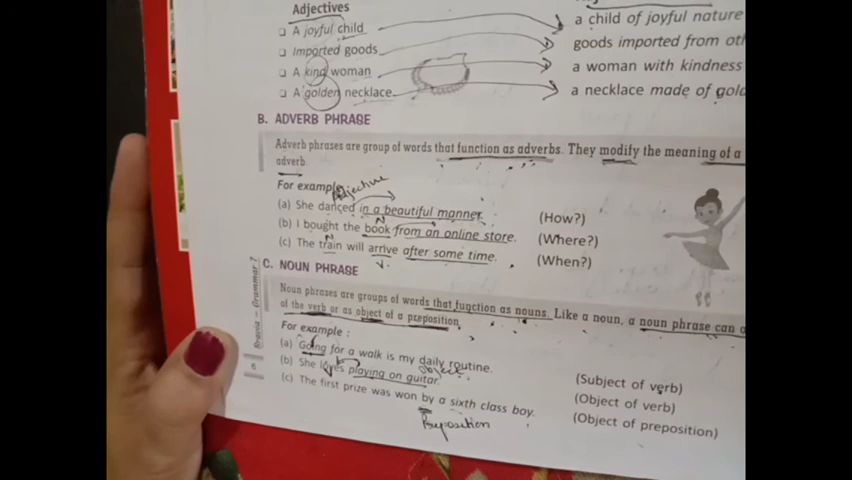 Adjectives
A joyful child
a child of joyful nature
Imported goods
goods imported from
A kind woman
a woman with kindness
A golden necklace
a necklace made of
B. ADVERB PHRASE
Adverb phrases are group of words that function as adverbs. They modify the meaning of a
adverb
For example
Adjective
(a) She danced in a beautiful manner. (How?)
N
(b) I bought the book from an online store. (Where?)
N
(c) The train will arrive after some time. (When?)
V
C. NOUN PHRASE
Noun phrases are groups of words that function as nouns. Like a noun, a noun phrase can
of the verb or as object of a preposition
For example :
(a) Going for a walk is my daily routine. (Subject of verb)
object
(b) She loves playing on guitar. (Object of verb)
(c) The first prize was won by a sixth class boy. (Object of preposition)
Preposition
Bravia – Grammar 7
6